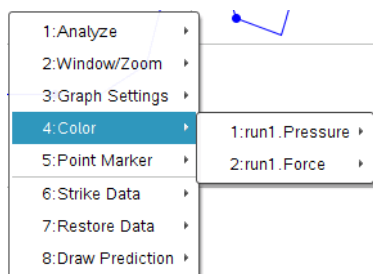 1:Analyze
2:Window/Zoom
3:Graph Settings
4:Color
5:Point Marker
6:Strike Data
7:Restore Data
8:Draw Prediction
1:run1.Pressure
2:run1.Force